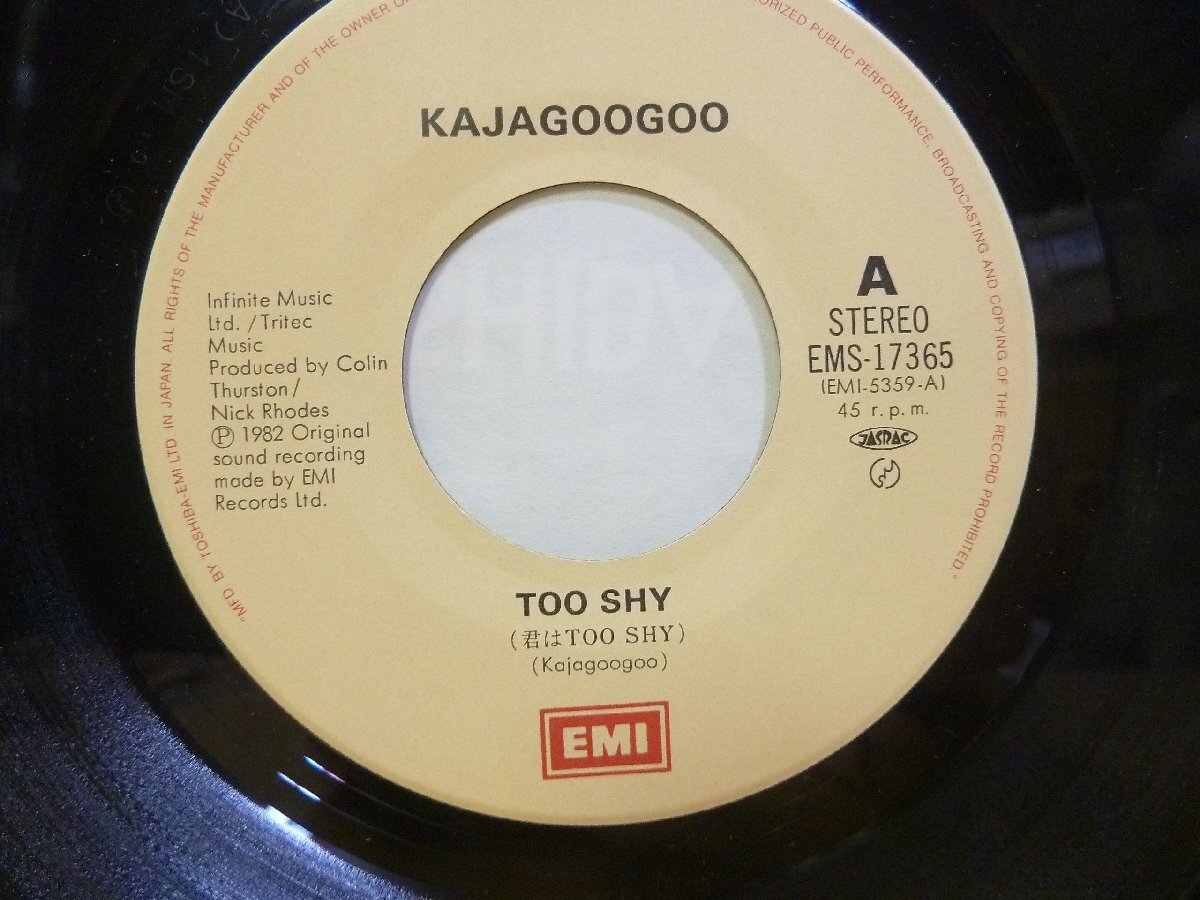 KAJAGOOGOO
Infinite Music
Ltd. /Tritec
Music
Produced by Colin
Thurston/
Nick Rhodes
Ⓟ 1982 Original
sound recording
made by EMI
Records Ltd.
A
STEREO
EMS-17365
(EMI-5359-A)
45 r.p.m.
JASRAC
TOO SHY
(君はTOO SHY)
(Kajagoogoo)
EMI
"MFD BY TOSHIBA-EMI LTD IN JAPAN. ALL RIGHTS OF THE MANUFACTURER AND OF THE OWNER OF
PUBLIC PERFORMANCE, BROADCASTING AND COPYING OF THE RECORD PROHIBITED."